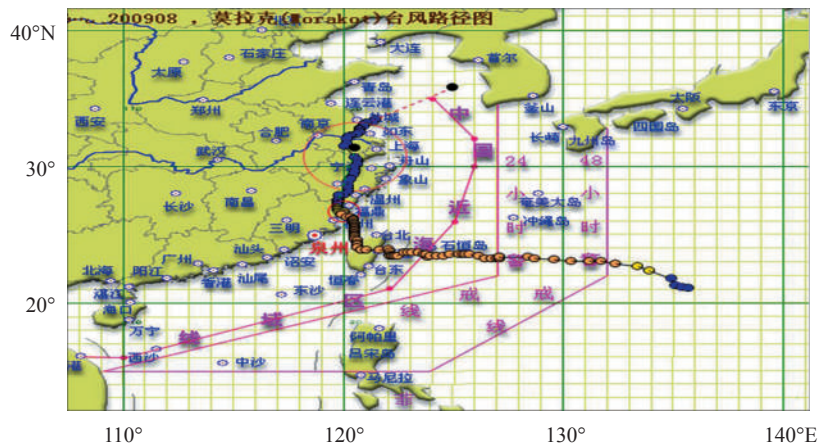 200908 , 莫拉克(Morakot)台风路径图
40°N
大连
首尔
石家庄
太原
青岛
连云港
釜山
大阪
东京
郑州
西安
盐城
中
长崎
四国岛
九州岛
合肥
南京
如东
武汉
上海
国
24
48
30°
舟山
象山
小
小
长沙
南昌
温州
近
时
时
奄美大岛
福鼎
冲绳岛
三明
台北
海
石垣岛
警
警
泉州
汕头
诏安
广州
台东
恒春
戒
戒
北海
阳江
香港
汕尾
东沙
区
线
线
湛江
20°
海口
域
万宁
线
阿帕里
吕宋岛
西沙
中沙
马尼拉
菲
港
110°
120°
130°
140°E